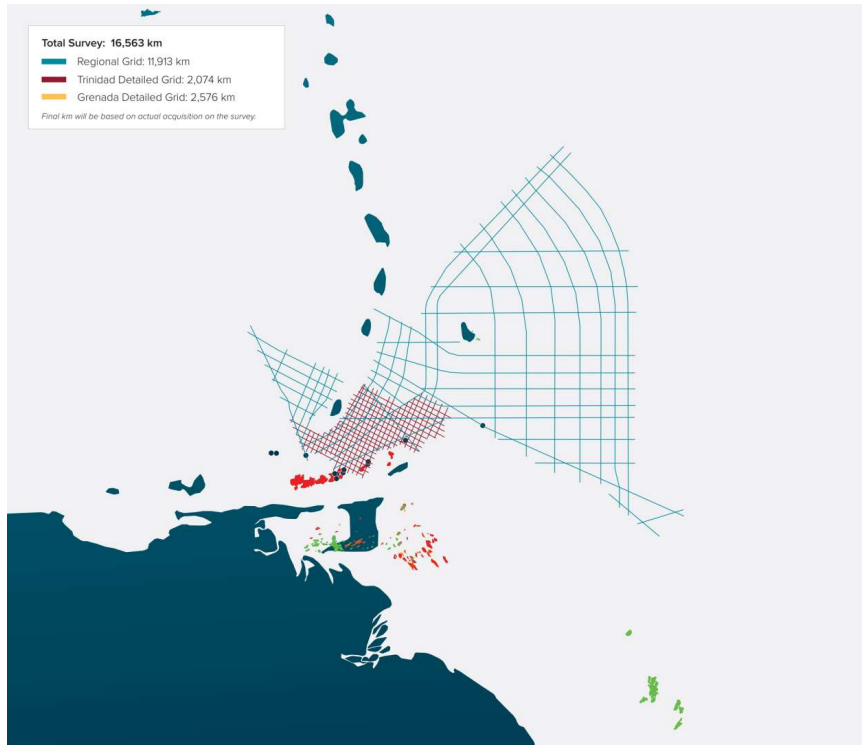 Total Survey: 16,563 km
Regional Grid: 11,913 km
Trinidad Detailed Grid: 2,074 km
Grenada Detailed Grid: 2,576 km
Final km will be based on actual acquisition on the survey.